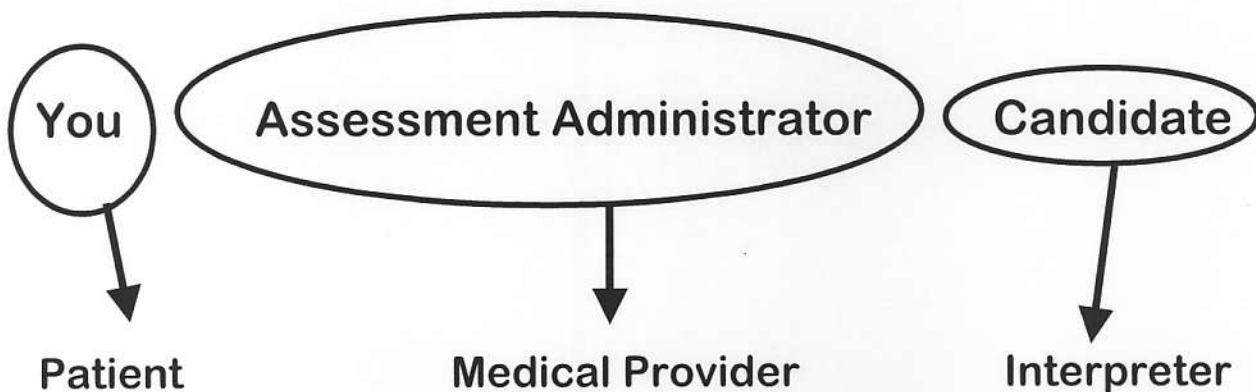 You Assessment Administrator Candidate
Patient Medical Provider Interpreter